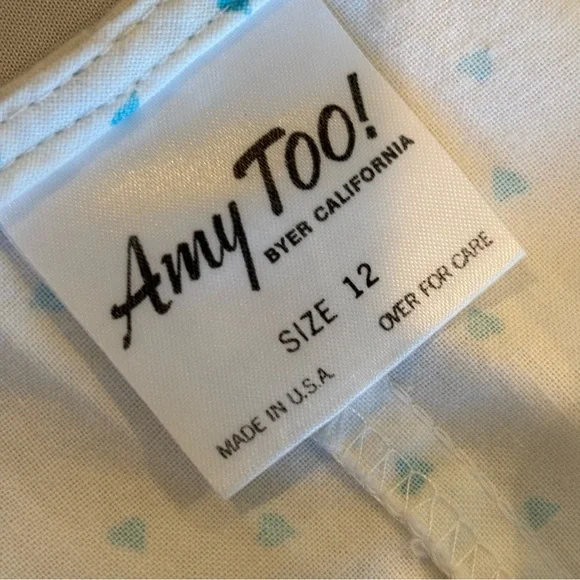 Amy TOO!
BYER CALIFORNIA
SIZE 12
MADE IN U.S.A.
OVER FOR CARE